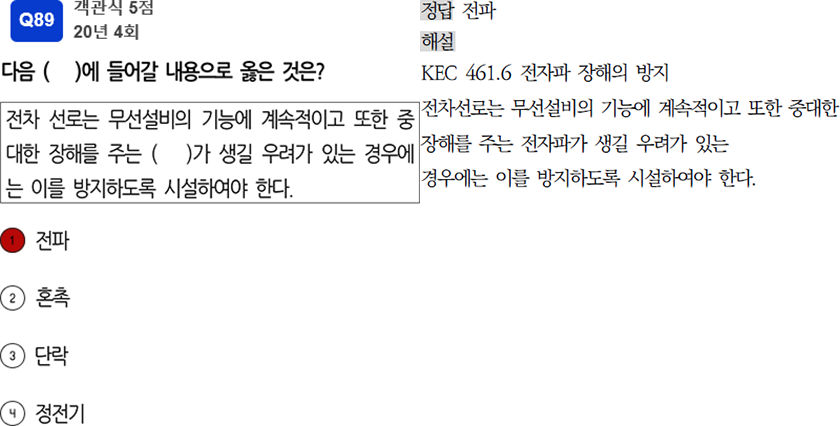 Q89
객관식 5점
20년 4회
다음 (    )에 들어갈 내용으로 옳은 것은?
전차 선로는 무선설비의 기능에 계속적이고 또한 중
대한 장해를 주는 (    )가 생길 우려가 있는 경우에
는 이를 방지하도록 시설하여야 한다.
1 전파
2 혼촉
3 단락
4 정전기
정답 전파
해설
KEC 461.6 전자파 장해의 방지
전차선로는 무선설비의 기능에 계속적이고 또한 중대한
장해를 주는 전자파가 생길 우려가 있는
경우에는 이를 방지하도록 시설하여야 한다.